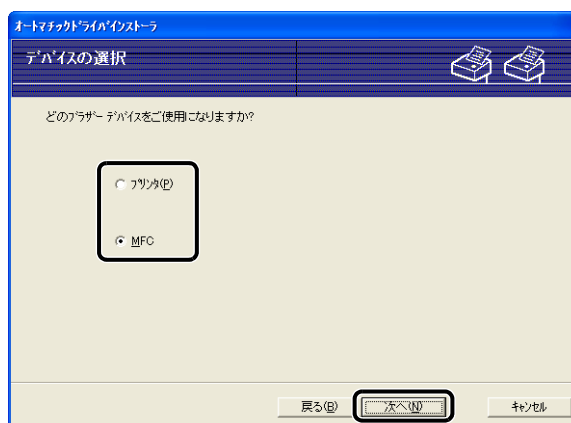 オートマチックドライバインストーラ
デバイスの選択
どのブラザー デバイスをご使用になりますか?
プリンタ(P)
MFC
戻る(B)
次へ(N)
キャンセル